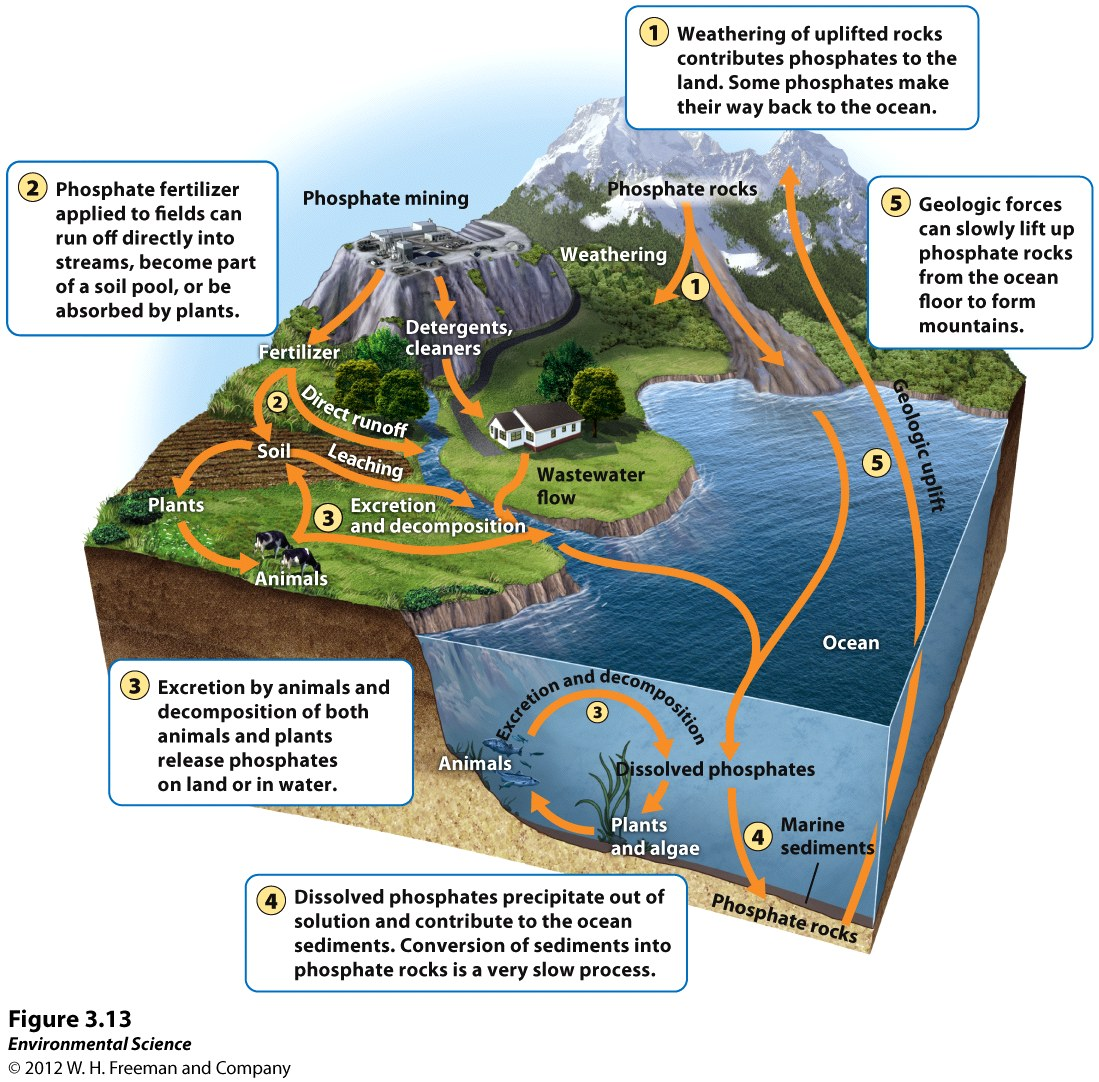 1 Weathering of uplifted rocks
contributes phosphates to the
land. Some phosphates make
their way back to the ocean.
2 Phosphate fertilizer
applied to fields can
run off directly into
streams, become part
of a soil pool, or be
absorbed by plants.
Phosphate mining
Phosphate rocks
5 Geologic forces
can slowly lift up
phosphate rocks
from the ocean
floor to form
mountains.
Weathering
1
Detergents,
cleaners
Fertilizer
2
Direct runoff
Geologic uplift
5
Soil
Leaching
Wastewater
flow
Plants
3 Excretion
and decomposition
Animals
Ocean
3 Excretion by animals and
decomposition of both
animals and plants
release phosphates
on land or in water.
Excretion and decomposition
3
Animals
Dissolved phosphates
Plants
and algae
4
Marine
sediments
Phosphate rocks
4 Dissolved phosphates precipitate out of
solution and contribute to the ocean
sediments. Conversion of sediments into
phosphate rocks is a very slow process.
Figure 3.13
Environmental Science
© 2012 W. H. Freeman and Company